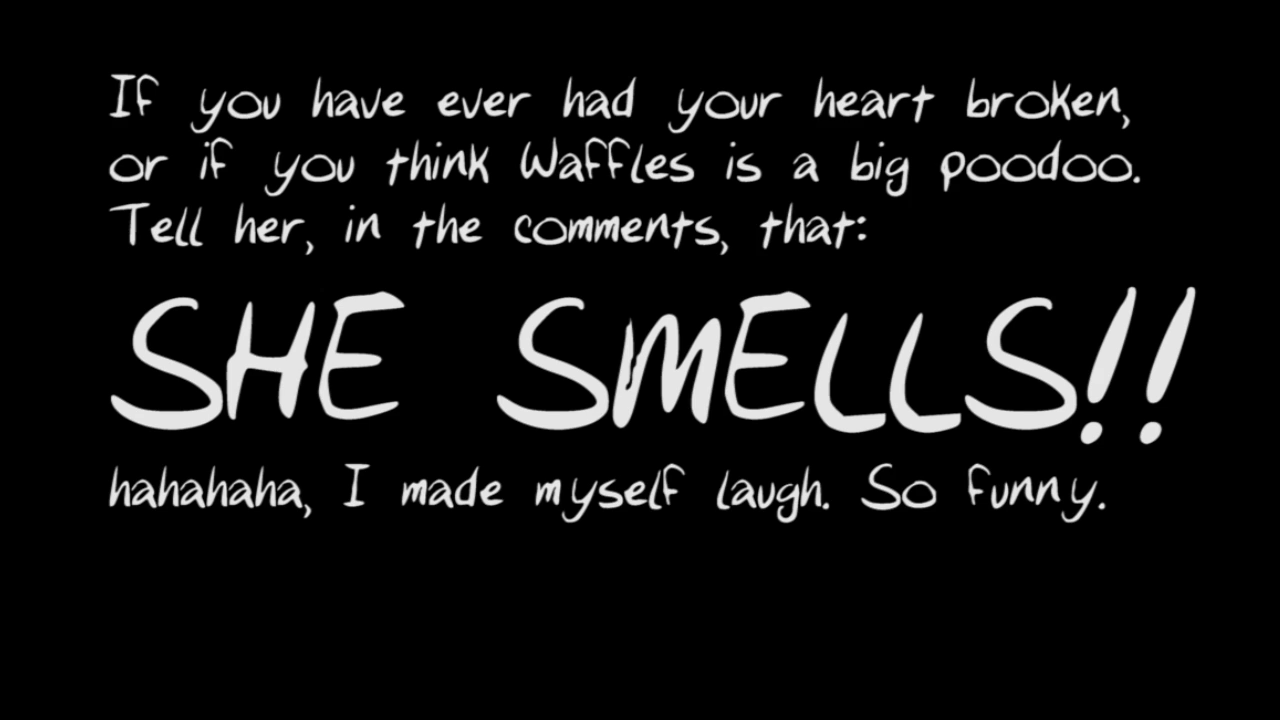 If you have ever had your heart broken,
or if you think Waffles is a big poodoo.
Tell her, in the comments, that:
SHE SMELLS!!
hahahaha, I made myself laugh. So funny.